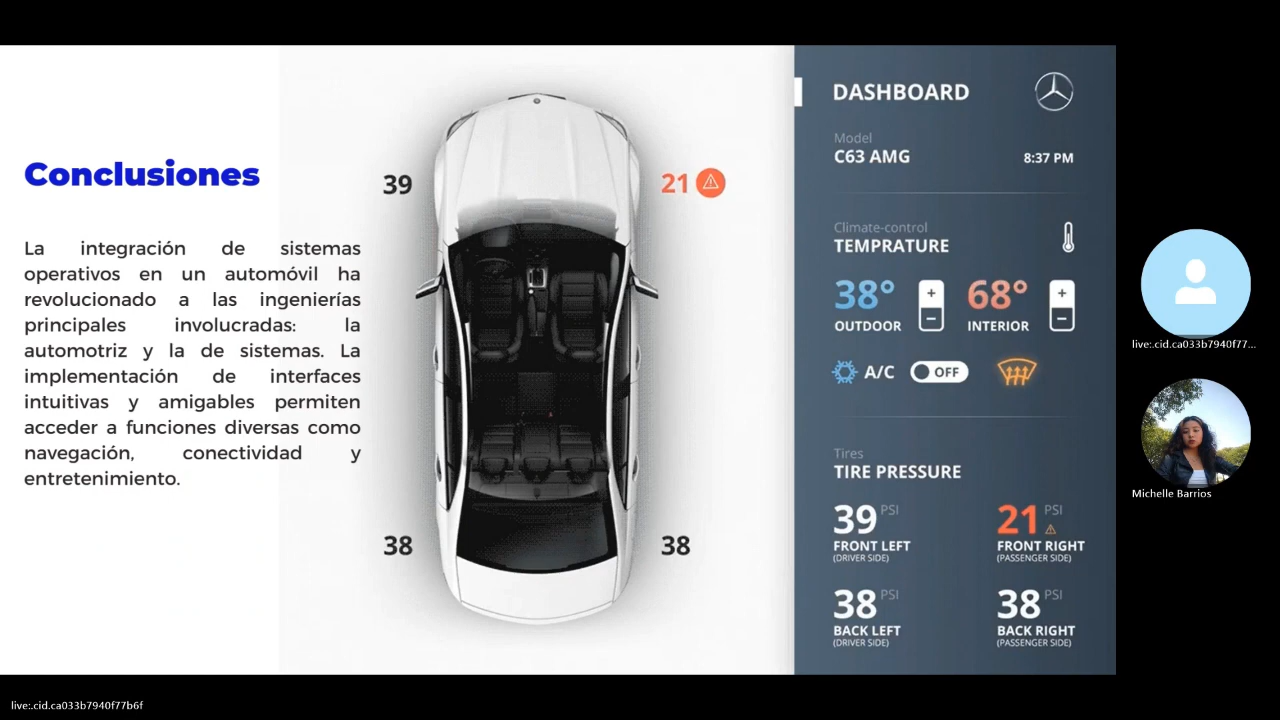 Conclusiones
La integración de sistemas
operativos en un automóvil ha
revolucionado a las ingenierías
principales involucradas: la
automotriz y la de sistemas. La
implementación de interfaces
intuitivas y amigables permiten
acceder a funciones diversas como
navegación, conectividad y
entretenimiento.
39
21
38
38
DASHBOARD
Model
C63 AMG
8:37 PM
Climate-control
TEMPRATURE
38°
OUTDOOR
+
−
68°
INTERIOR
+
−
A/C
OFF
Tires
TIRE PRESSURE
39 PSI
FRONT LEFT
(DRIVER SIDE)
21 PSI
FRONT RIGHT
(PASSENGER SIDE)
38 PSI
BACK LEFT
(DRIVER SIDE)
38 PSI
BACK RIGHT
(PASSENGER SIDE)
live:.cid.ca033b7940f77...
Michelle Barrios
live:.cid.ca033b7940f77b6f